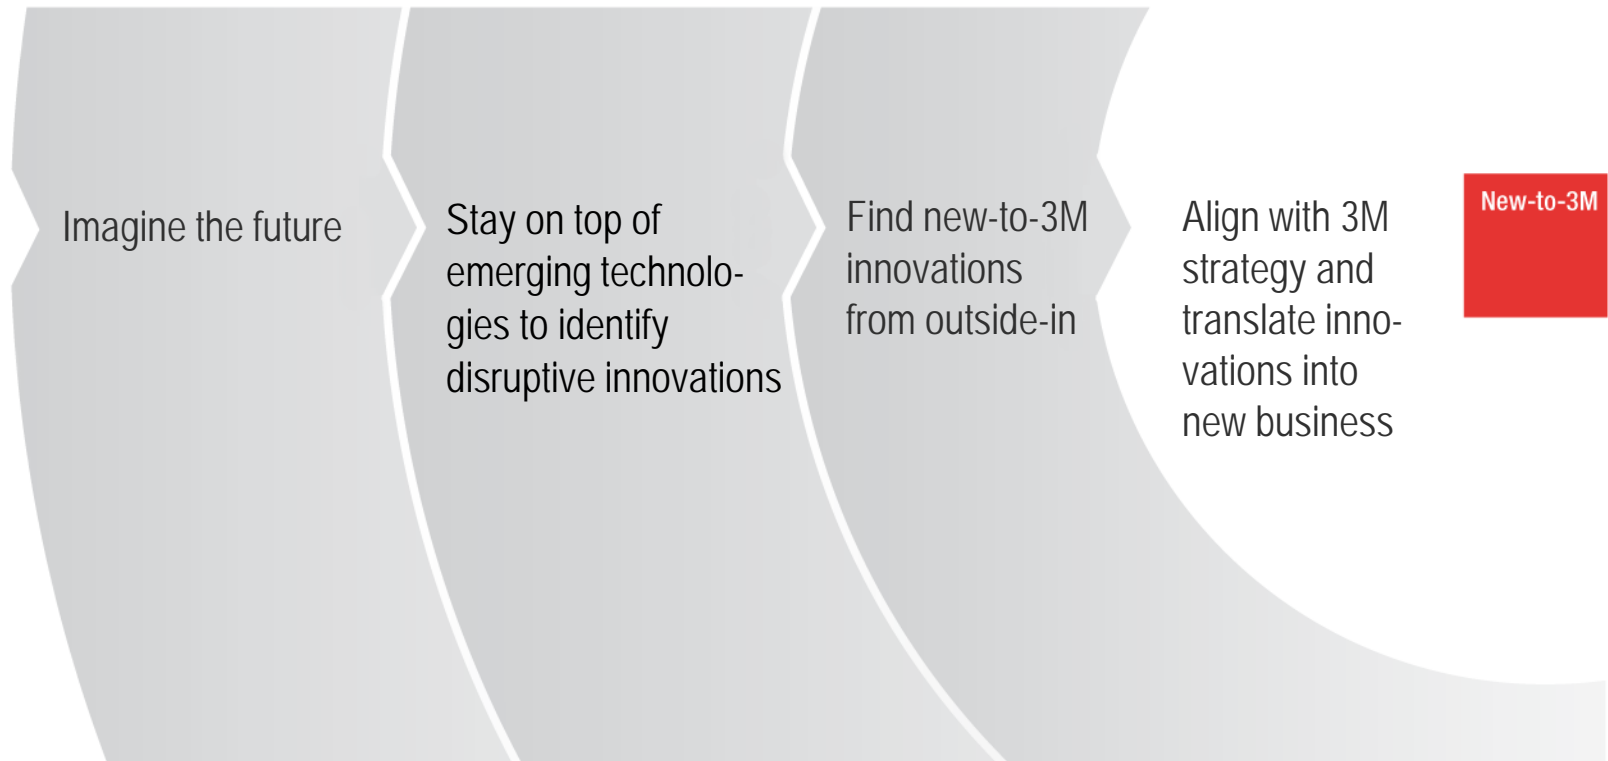 Imagine the future
Stay on top of
emerging technolo-
gies to identify
disruptive innovations
Find new-to-3M
innovations
from outside-in
Align with 3M
strategy and
translate inno-
vations into
new business
New-to-3M